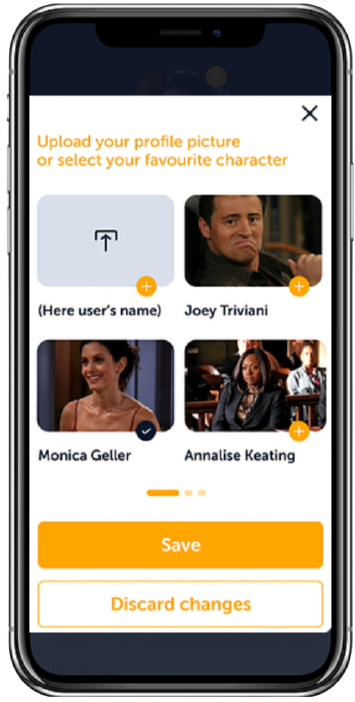 Upload your profile picture
or select your favourite character
(Here user's name)
Joey Triviani
Monica Geller
Annalise Keating
Save
Discard changes